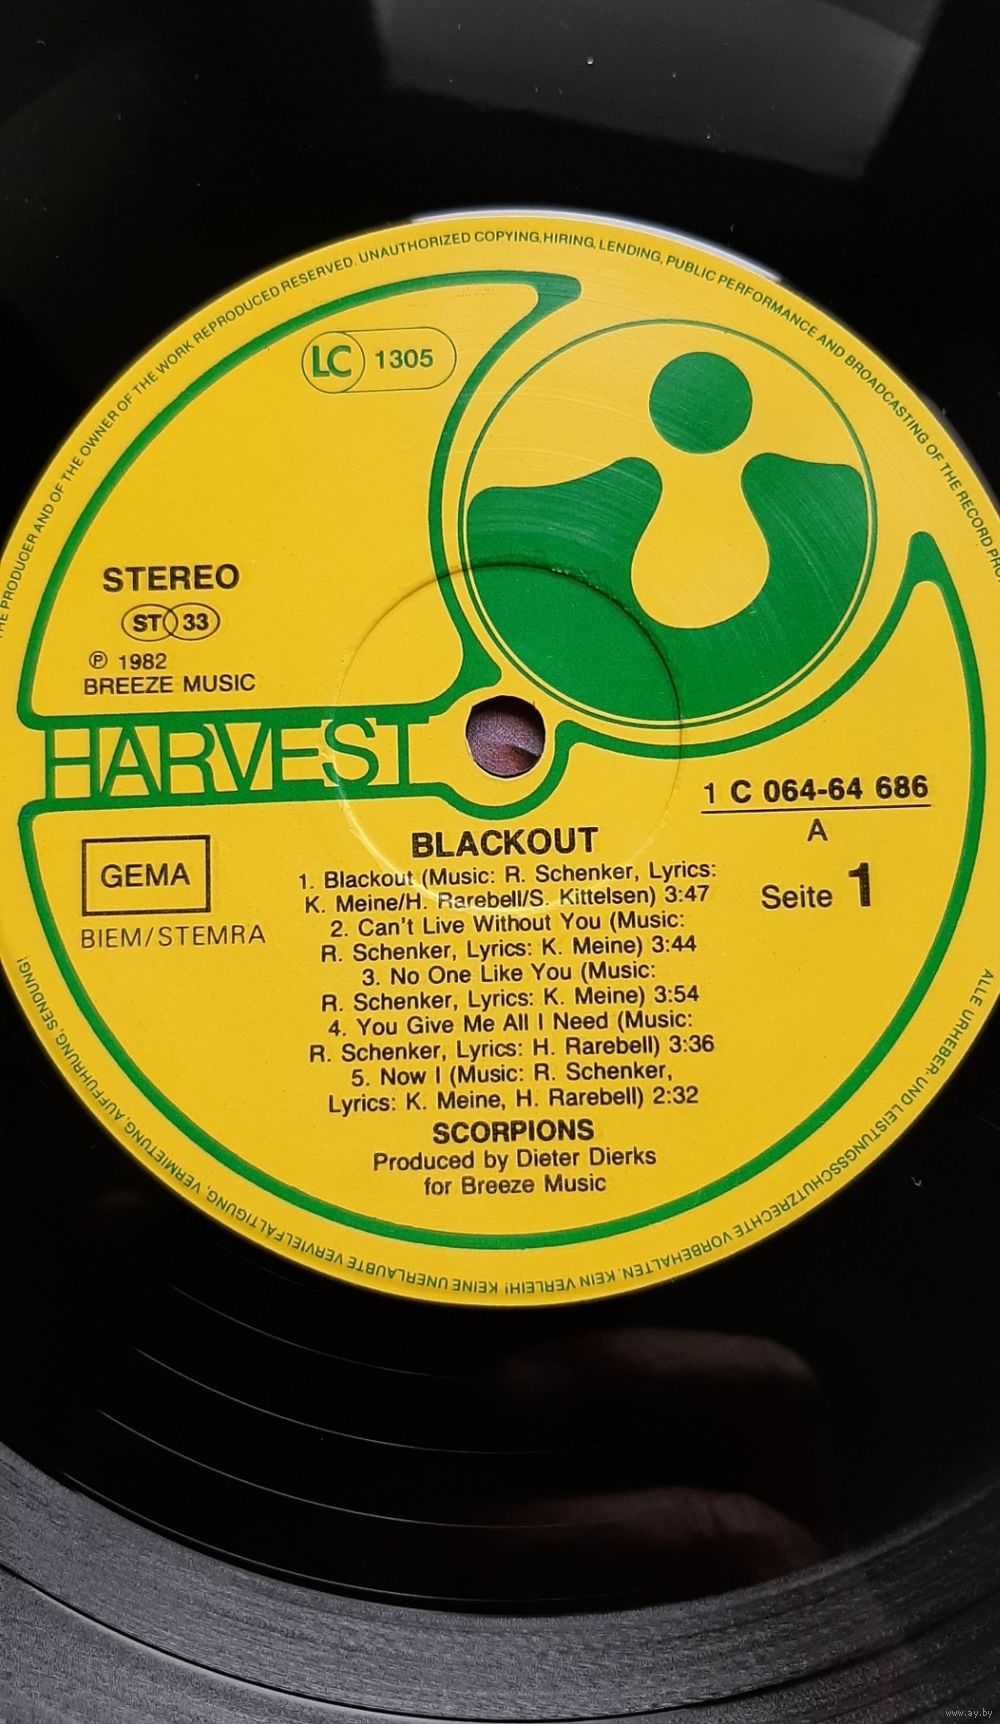 THE PRODUCER AND OF THE OWNER OF THE WORK REPRODUCED RESERVED. UNAUTHORIZED COPYING, HIRING, LENDING, PUBLIC PERFORMANCE AND BROADCASTING OF THE RECORD
LC 1305
STEREO
ST 33
℗ 1982
BREEZE MUSIC
HARVEST
1 C 064-64 686
A
Seite 1
GEMA
BIEM/STEMRA
BLACKOUT
1. Blackout (Music: R. Schenker, Lyrics:
K. Meine/H. Rarebell/S. Kittelsen) 3:47
2. Can't Live Without You (Music:
R. Schenker, Lyrics: K. Meine) 3:44
3. No One Like You (Music:
R. Schenker, Lyrics: K. Meine) 3:54
4. You Give Me All I Need (Music:
R. Schenker, Lyrics: H. Rarebell) 3:36
5. Now I (Music: R. Schenker,
Lyrics: K. Meine, H. Rarebell) 2:32
SCORPIONS
Produced by Dieter Dierks
for Breeze Music
ALLE URHEBER- UND LEISTUNGSSCHUTZRECHTE VORBEHALTEN. KEIN VERLEIH! KEINE UNERLAUBTE VERVIELFÄLTIGUNG, VERMIETUNG, AUFFÜHRUNG, SENDUNG!
www.ay.by